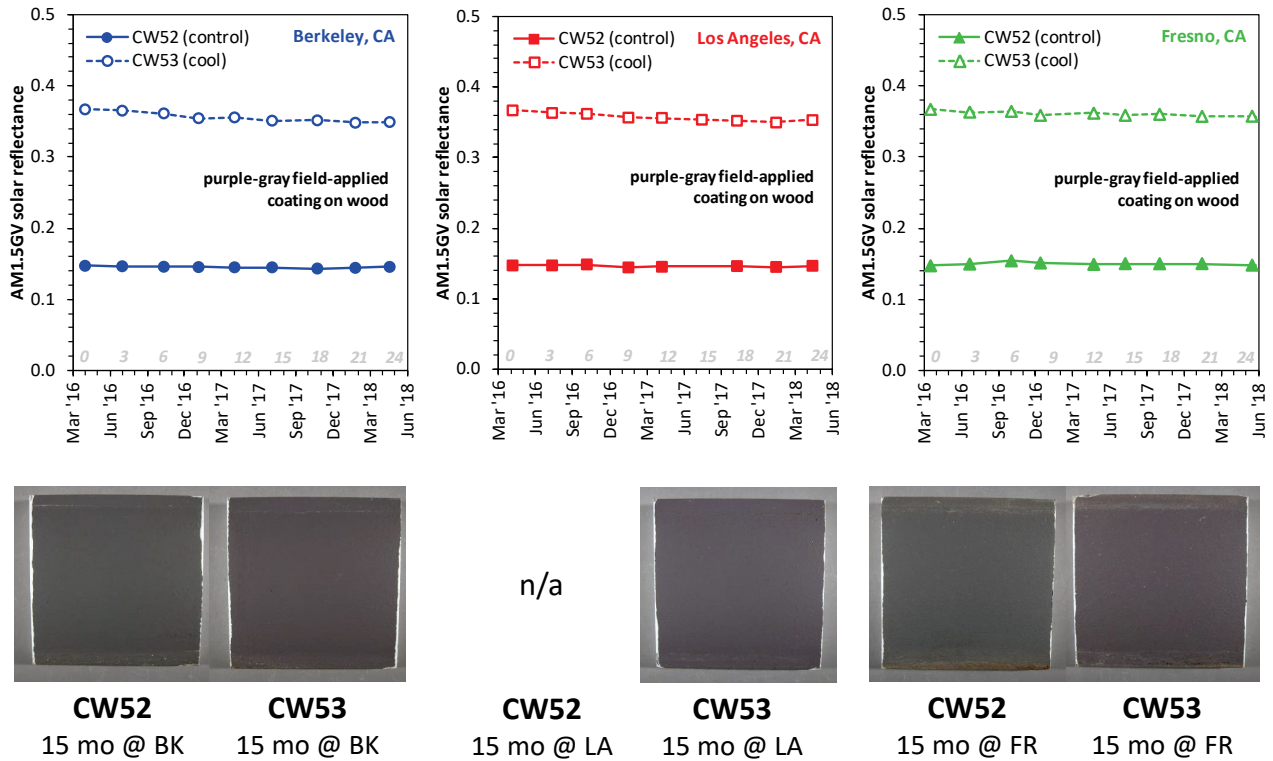 AM1.5GV solar reflectance
0.5
0.4
0.3
0.2
0.1
0.0
CW52 (control)
CW53 (cool)
Berkeley, CA
purple-gray field-applied
coating on wood
0 3 6 9 12 15 18 21 24
Mar '16
Jun '16
Sep '16
Dec '16
Mar '17
Jun '17
Sep '17
Dec '17
Mar '18
Jun '18
AM1.5GV solar reflectance
0.5
0.4
0.3
0.2
0.1
0.0
CW52 (control)
CW53 (cool)
Los Angeles, CA
purple-gray field-applied
coating on wood
0 3 6 9 12 15 18 21 24
Mar '16
Jun '16
Sep '16
Dec '16
Mar '17
Jun '17
Sep '17
Dec '17
Mar '18
Jun '18
AM1.5GV solar reflectance
0.5
0.4
0.3
0.2
0.1
0.0
CW52 (control)
CW53 (cool)
Fresno, CA
purple-gray field-applied
coating on wood
0 3 6 9 12 15 18 21 24
Mar '16
Jun '16
Sep '16
Dec '16
Mar '17
Jun '17
Sep '17
Dec '17
Mar '18
Jun '18
n/a
CW52
15 mo @ BK
CW53
15 mo @ BK
CW52
15 mo @ LA
CW53
15 mo @ LA
CW52
15 mo @ FR
CW53
15 mo @ FR